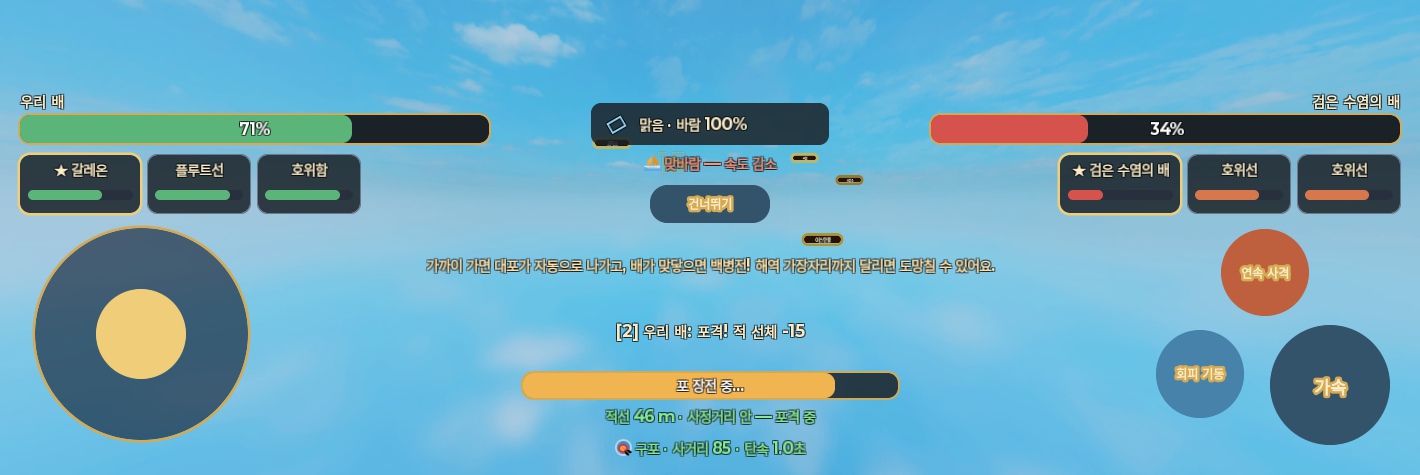 우리 배
검은 수염의 배
71%
맑음 · 바람 100%
34%
맞바람 — 속도 감소
★ 갈레온
플루트선
호위함
★ 검은 수염의 배
호위선
호위선
건너뛰기
가까이 가면 대포가 자동으로 나가고, 배가 맞닿으면 백병전! 해역 가장자리까지 달리면 도망칠 수 있어요.
연속 사격
[2] 우리 배: 포격! 적 선체 -15
회피 기동
가속
포 장전 중...
적선 46 m · 사정거리 안 — 포격 중
구포 · 사거리 85 · 탄속 1.0초